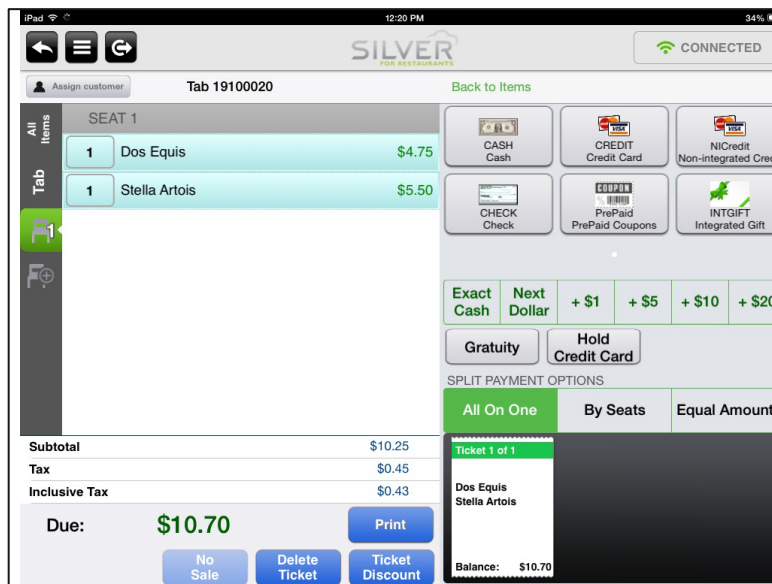 iPad 12:20 PM 34%
SILVER
FOR RESTAURANTS
CONNECTED
Assign customer
Tab 19100020
Back to Items
All
Items
Tab
1
SEAT 1
1 Dos Equis $4.75
1 Stella Artois $5.50
CASH
Cash
CREDIT
Credit Card
NICredit
Non-integrated Cred
CHECK
Check
COUPON
PrePaid
PrePaid Coupons
INTGIFT
Integrated Gift
VISA
VISA
Exact
Cash
Next
Dollar
+ $1
+ $5
+ $10
+ $20
Gratuity
Hold
Credit Card
SPLIT PAYMENT OPTIONS
All On One
By Seats
Equal Amount
Ticket 1 of 1
Dos Equis
Stella Artois
Balance: $10.70
Subtotal $10.25
Tax $0.45
Inclusive Tax $0.43
Due: $10.70
Print
No
Sale
Delete
Ticket
Ticket
Discount